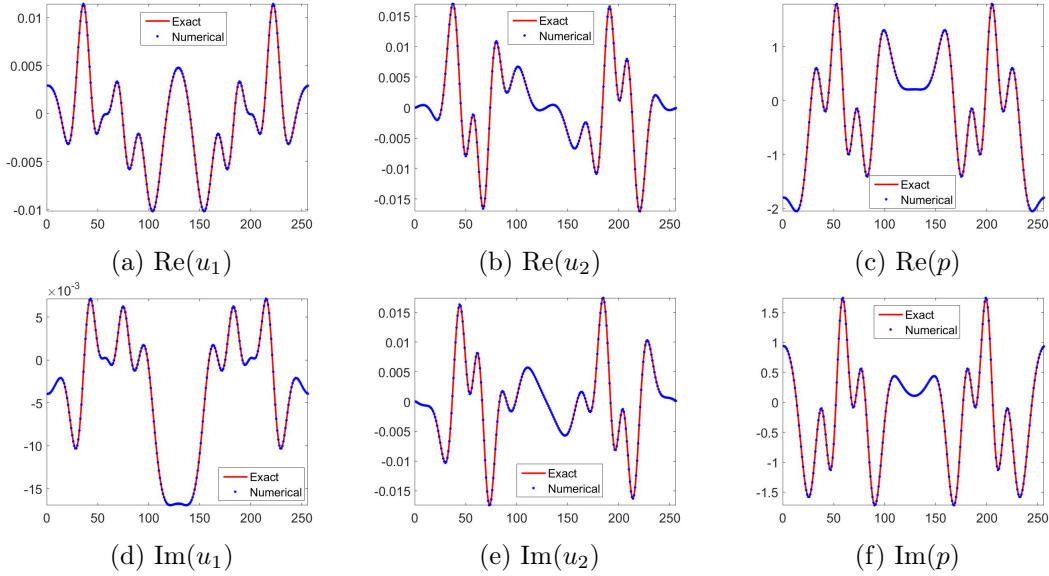 0.01
0.005
0
-0.005
-0.01
0 50 100 150 200 250
Exact
Numerical
(a) Re(u₁)
0.015
0.01
0.005
0
-0.005
-0.01
-0.015
0 50 100 150 200 250
Exact
Numerical
(b) Re(u₂)
1
0
-1
-2
0 50 100 150 200 250
Exact
Numerical
(c) Re(p)
×10⁻³
5
0
-5
-10
-15
0 50 100 150 200 250
Exact
Numerical
(d) Im(u₁)
0.015
0.01
0.005
0
-0.005
-0.01
-0.015
0 50 100 150 200 250
Exact
Numerical
(e) Im(u₂)
1.5
1
0.5
0
-0.5
-1
-1.5
0 50 100 150 200 250
Exact
Numerical
(f) Im(p)